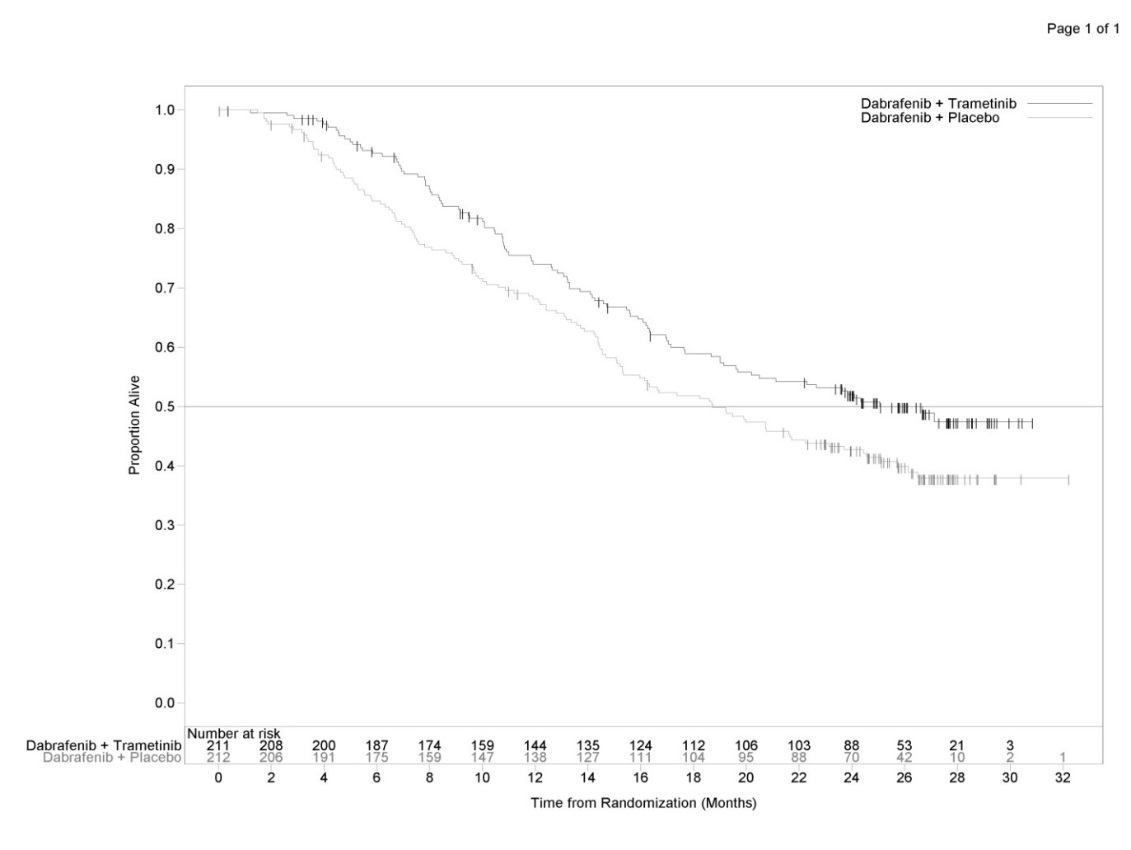 Page 1 of 1
Dabrafenib + Trametinib
Dabrafenib + Placebo
1.0
0.9
0.8
0.7
0.6
0.5
0.4
0.3
0.2
0.1
0.0
Proportion Alive
Number at risk
Dabrafenib + Trametinib 211 208 200 187 174 159 144 135 124 112 106 103 88 53 21 3
Dabrafenib + Placebo 212 206 191 175 159 147 138 127 111 104 95 88 70 42 10 2 1
0 2 4 6 8 10 12 14 16 18 20 22 24 26 28 30 32
Time from Randomization (Months)